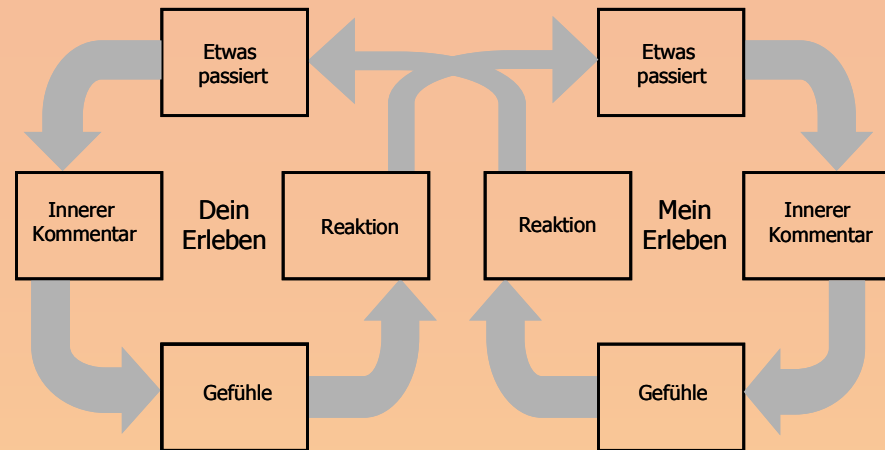 Etwas
passiert
Etwas
passiert
Innerer
Kommentar
Dein
Erleben
Reaktion
Reaktion
Mein
Erleben
Innerer
Kommentar
Gefühle
Gefühle